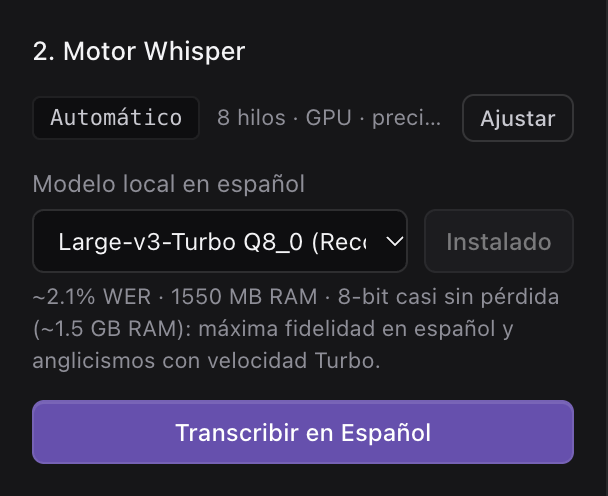 2. Motor Whisper
Automático 8 hilos · GPU · preci... Ajustar
Modelo local en español
Large-v3-Turbo Q8_0 (Reco Instalado
~2.1% WER · 1550 MB RAM · 8-bit casi sin pérdida
(~1.5 GB RAM): máxima fidelidad en español y
anglicismos con velocidad Turbo.
Transcribir en Español